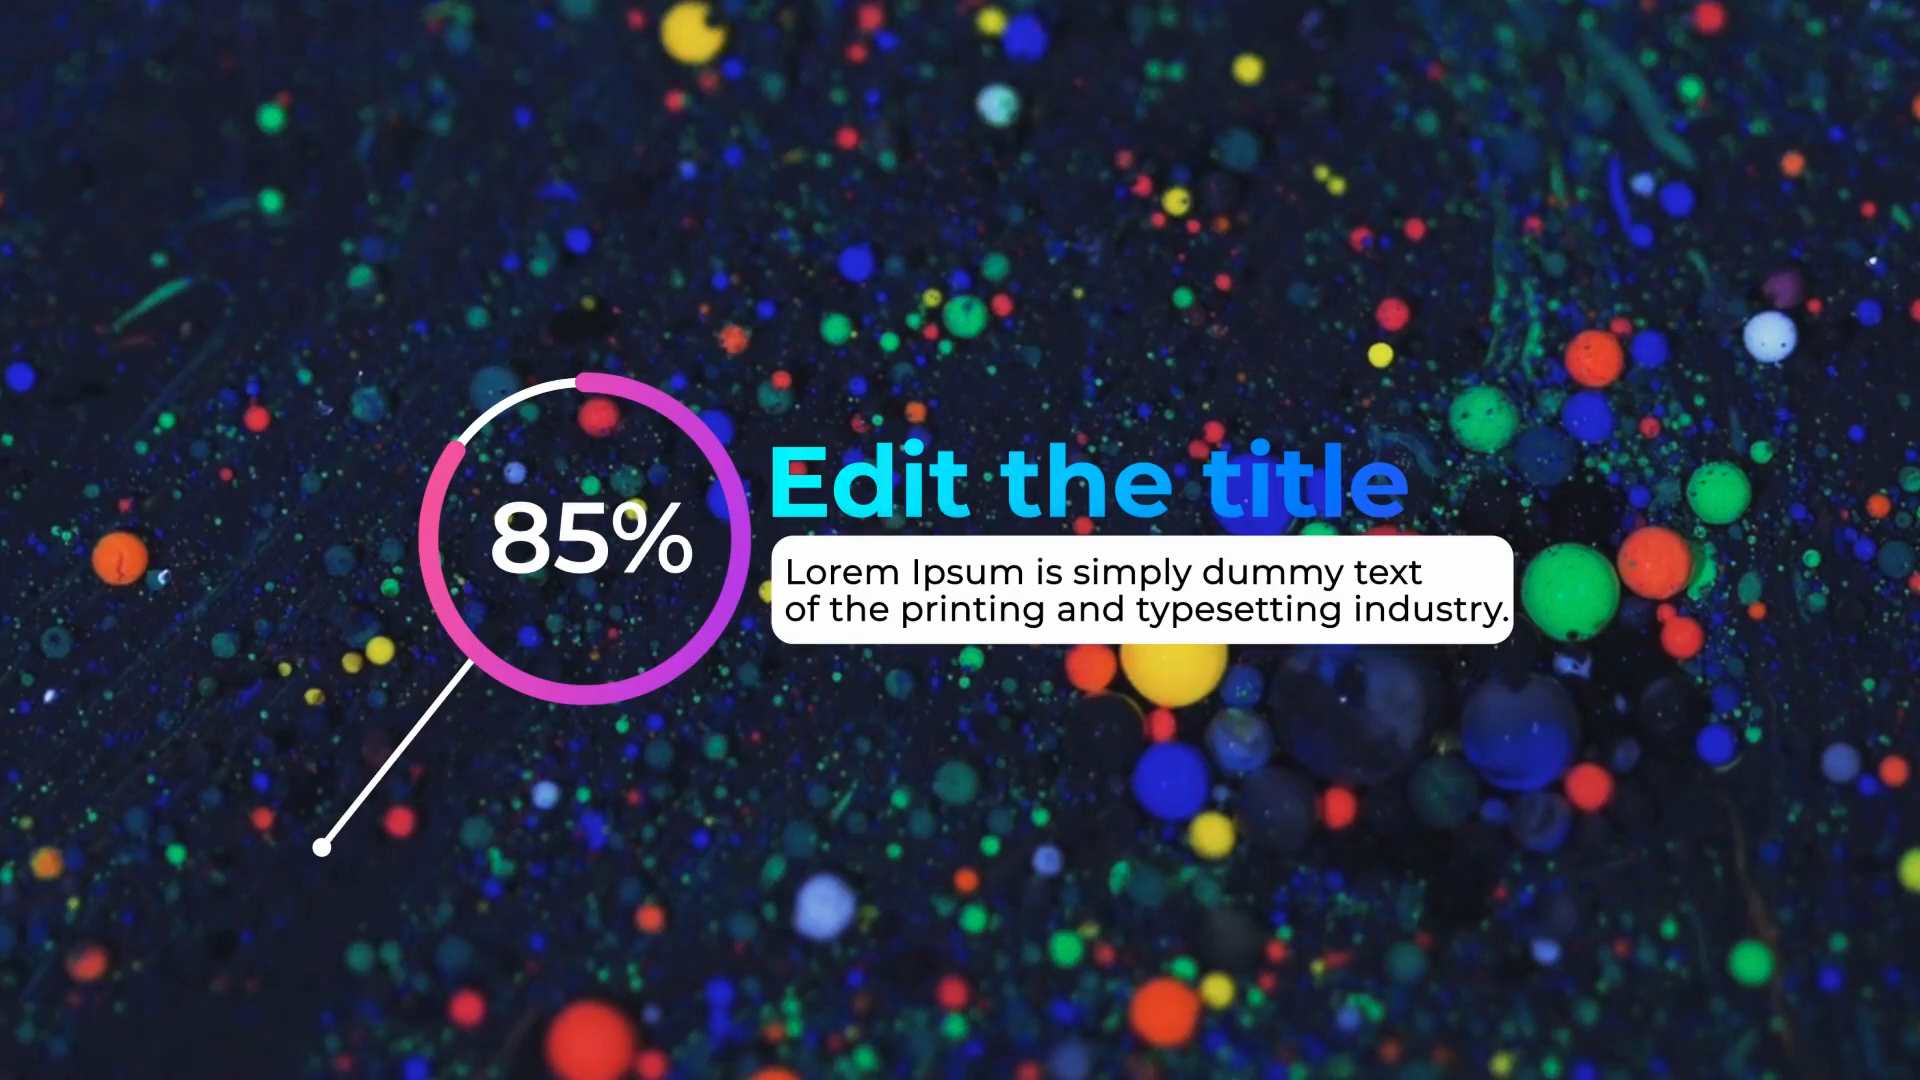 85%
Edit the title
Lorem Ipsum is simply dummy text
of the printing and typesetting industry.